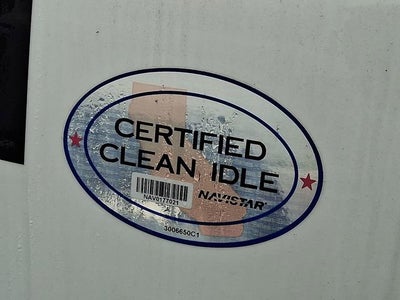 CERTIFIED
CLEAN IDLE
NAV0177021
NAVISTAR
3006650C1